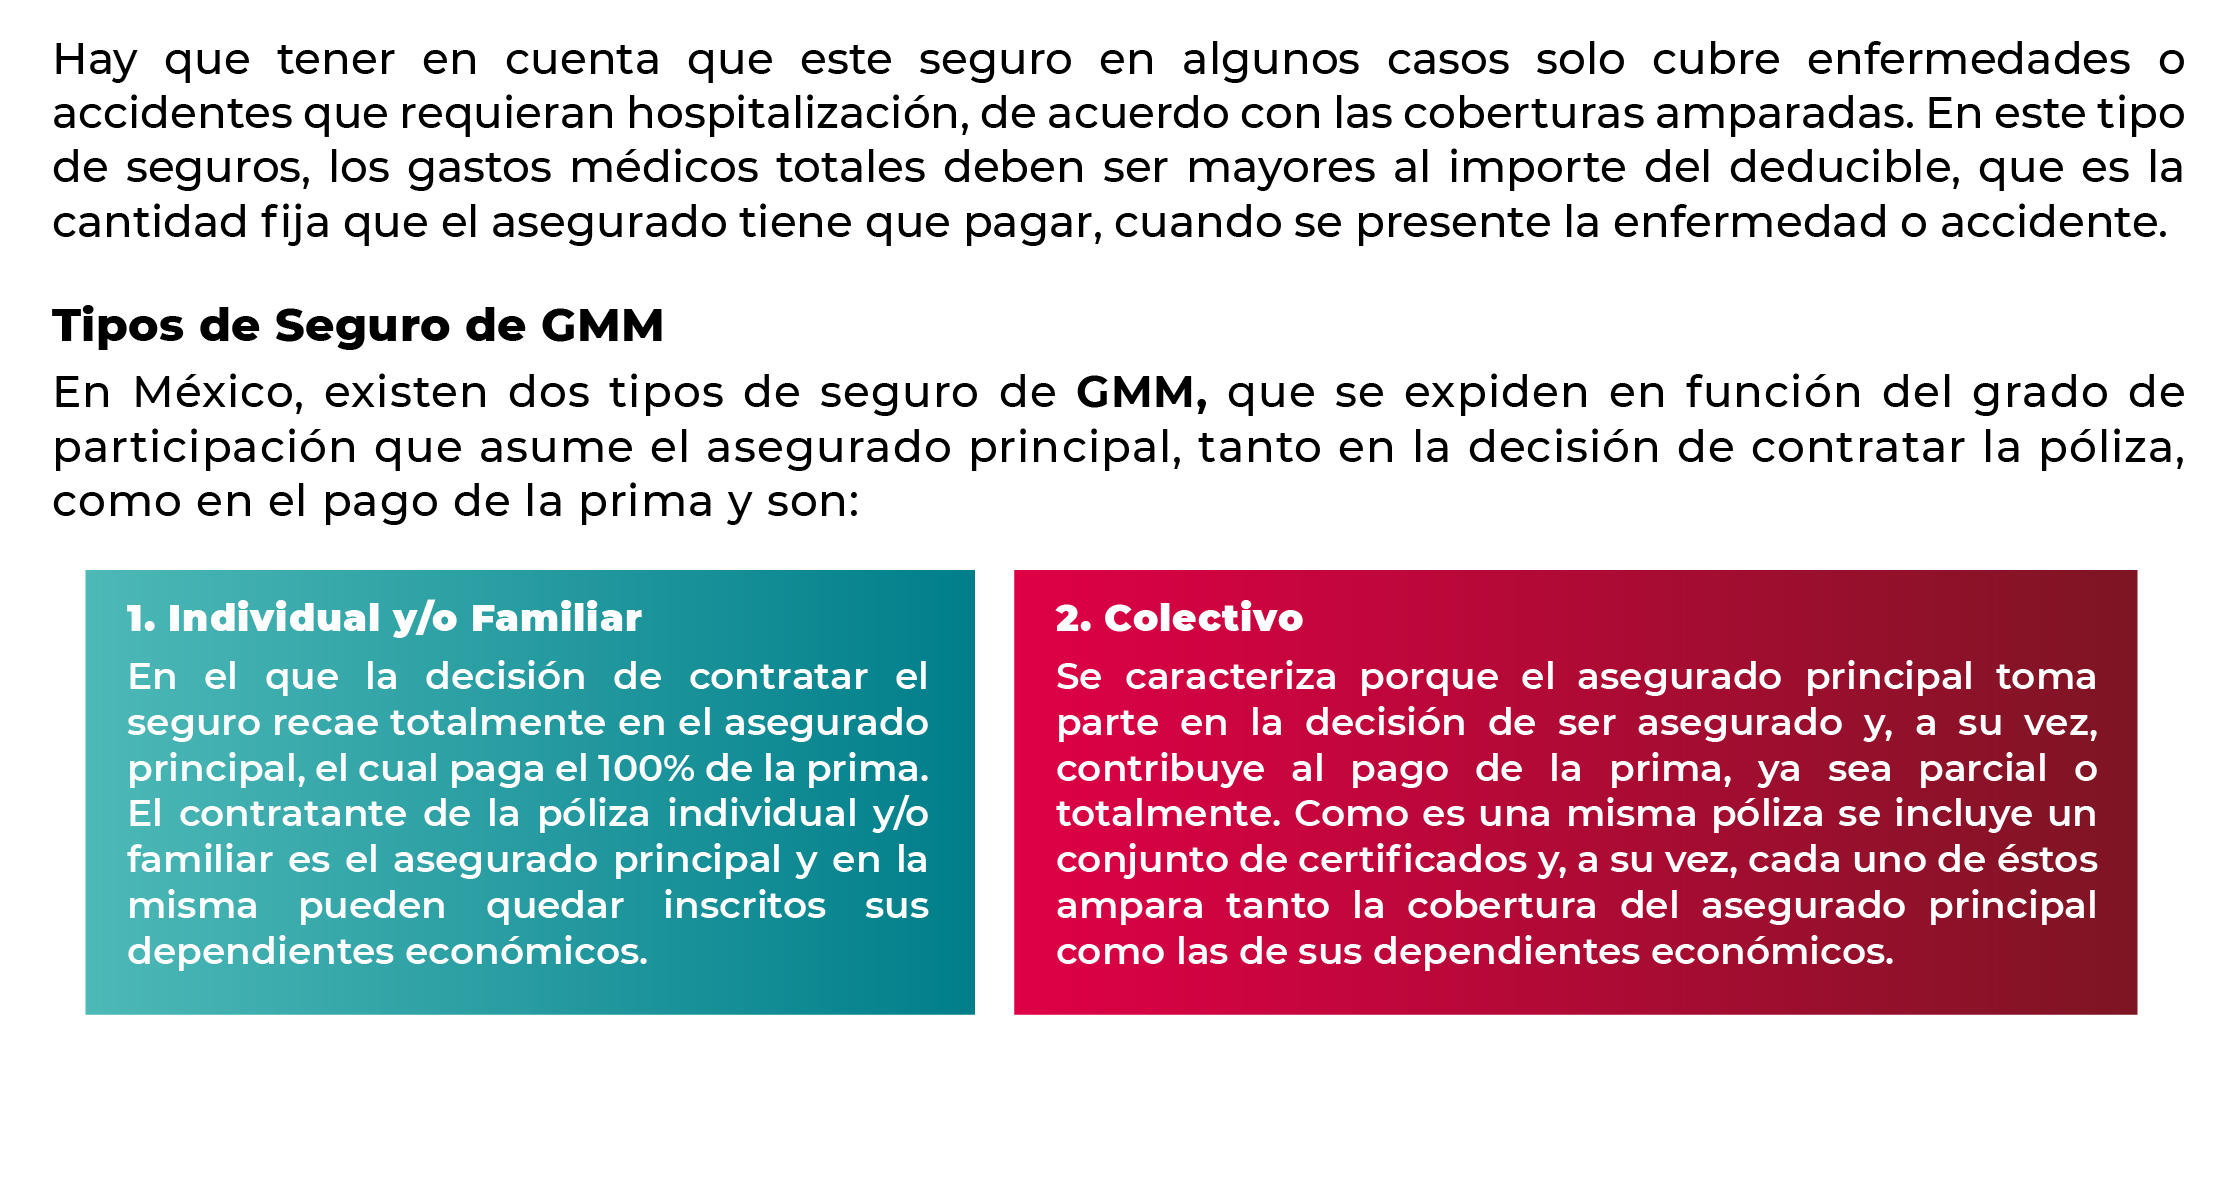 Hay que tener en cuenta que este seguro en algunos casos solo cubre enfermedades o
accidentes que requieran hospitalización, de acuerdo con las coberturas amparadas. En este tipo
de seguros, los gastos médicos totales deben ser mayores al importe del deducible, que es la
cantidad fija que el asegurado tiene que pagar, cuando se presente la enfermedad o accidente.
Tipos de Seguro de GMM
En México, existen dos tipos de seguro de GMM, que se expiden en función del grado de
participación que asume el asegurado principal, tanto en la decisión de contratar la póliza,
como en el pago de la prima y son:
1. Individual y/o Familiar
En el que la decisión de contratar el
seguro recae totalmente en el asegurado
principal, el cual paga el 100% de la prima.
El contratante de la póliza individual y/o
familiar es el asegurado principal y en la
misma pueden quedar inscritos sus
dependientes económicos.
2. Colectivo
Se caracteriza porque el asegurado principal toma
parte en la decisión de ser asegurado y, a su vez,
contribuye al pago de la prima, ya sea parcial o
totalmente. Como es una misma póliza se incluye un
conjunto de certificados y, a su vez, cada uno de éstos
ampara tanto la cobertura del asegurado principal
como las de sus dependientes económicos.